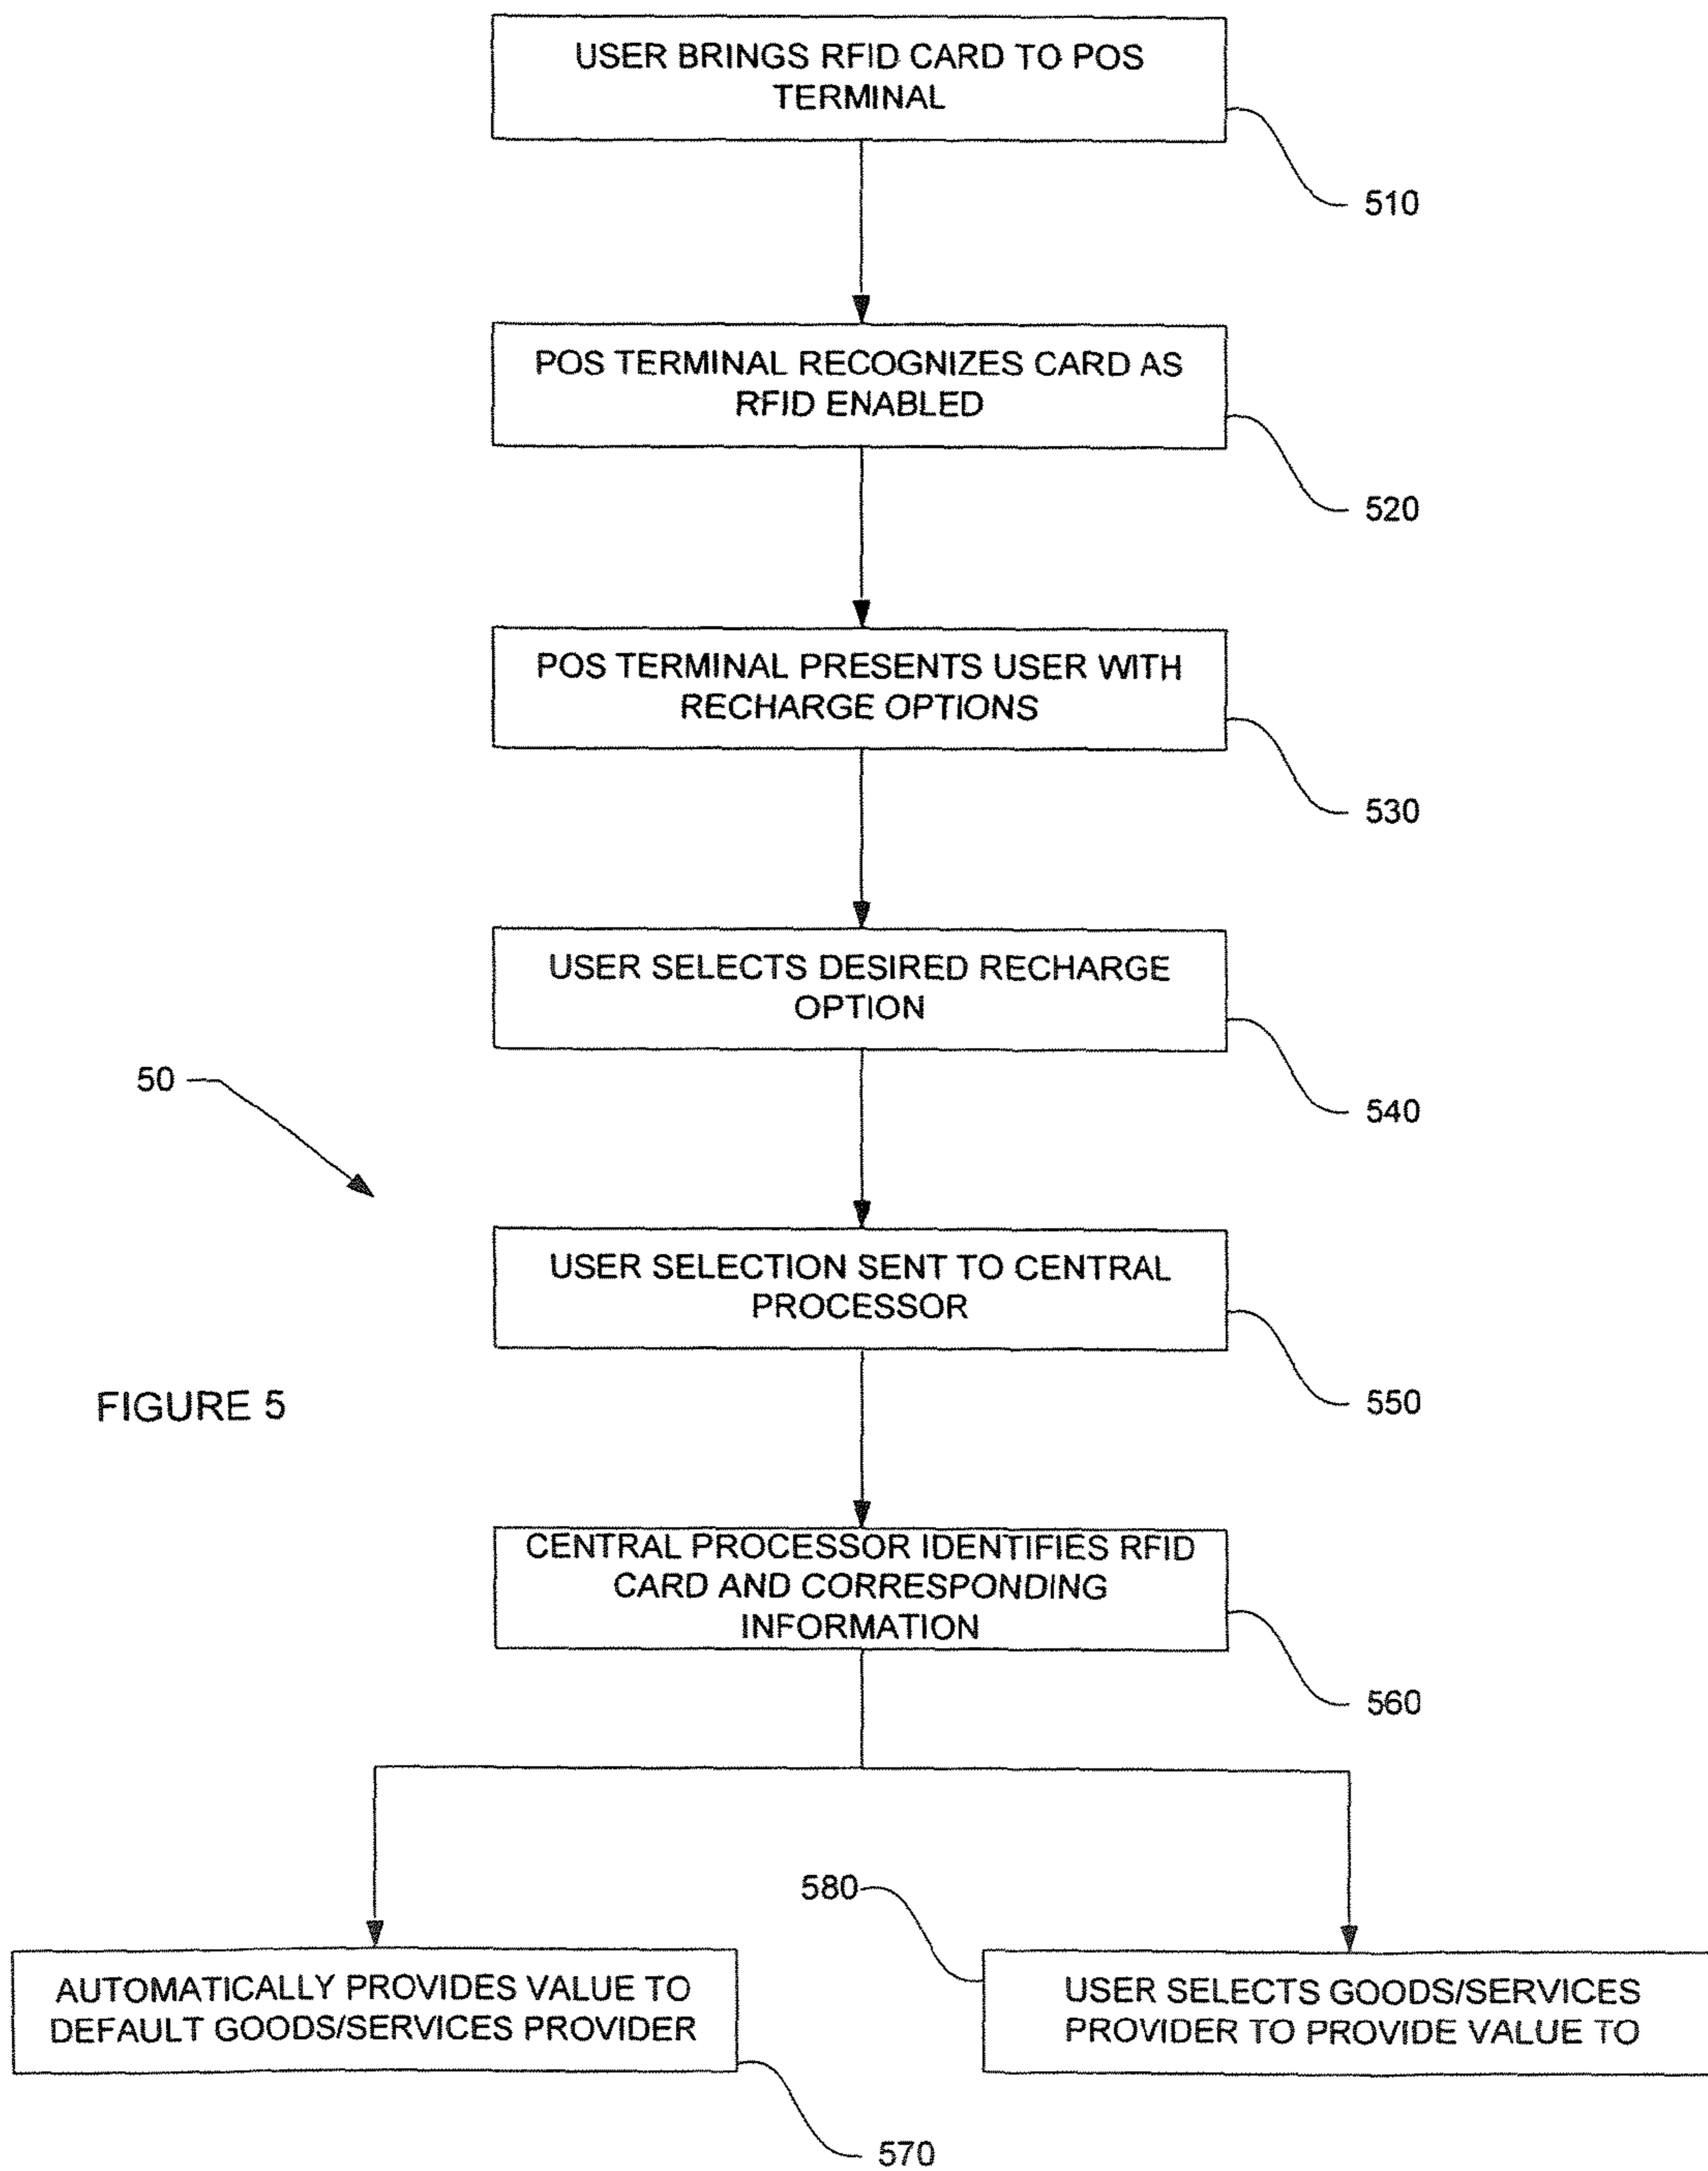 USER BRINGS RFID CARD TO POS
TERMINAL
510
POS TERMINAL RECOGNIZES CARD AS
RFID ENABLED
520
POS TERMINAL PRESENTS USER WITH
RECHARGE OPTIONS
530
USER SELECTS DESIRED RECHARGE
OPTION
540
50
USER SELECTION SENT TO CENTRAL
PROCESSOR
550
FIGURE 5
CENTRAL PROCESSOR IDENTIFIES RFID
CARD AND CORRESPONDING
INFORMATION
560
AUTOMATICALLY PROVIDES VALUE TO
DEFAULT GOODS/SERVICES PROVIDER
570
580
USER SELECTS GOODS/SERVICES
PROVIDER TO PROVIDE VALUE TO